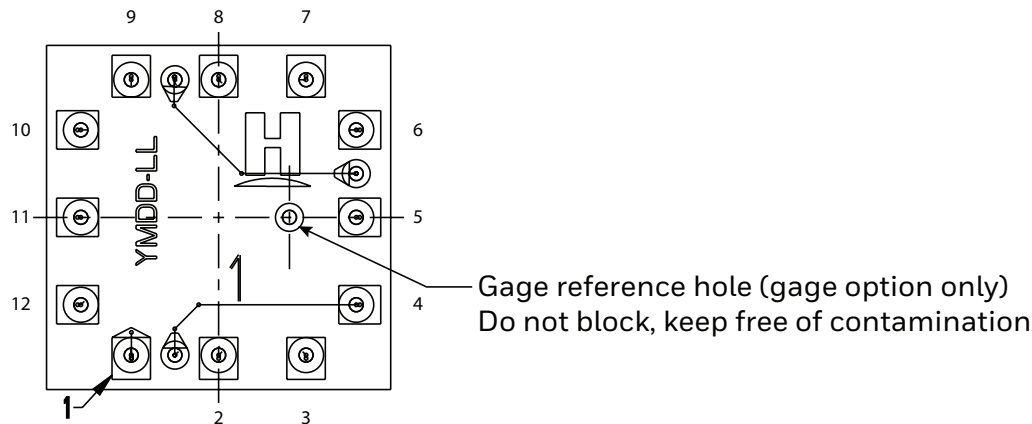 9 8 7
10 6
H
YMDD-LL
11 5
1
12 4
Gage reference hole (gage option only)
Do not block, keep free of contamination
1
2 3